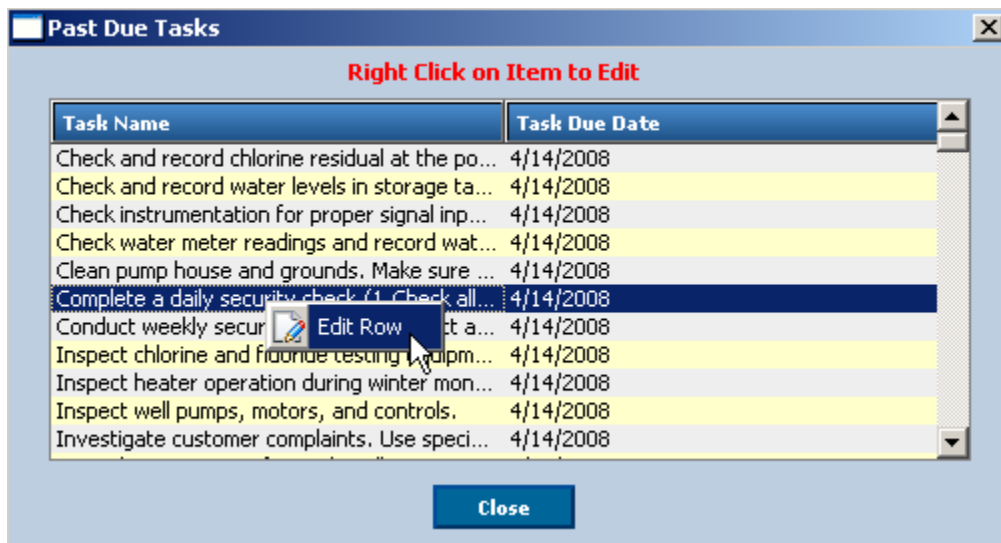 Past Due Tasks
Right Click on Item to Edit
Task Name Task Due Date
Check and record chlorine residual at the po... 4/14/2008
Check and record water levels in storage ta... 4/14/2008
Check instrumentation for proper signal inp... 4/14/2008
Check water meter readings and record wat... 4/14/2008
Clean pump house and grounds. Make sure ... 4/14/2008
Complete a daily security check (1 Check all... 4/14/2008
Conduct weekly secur
Edit Row
ct a... 4/14/2008
Inspect chlorine and fluoride testing equipm... 4/14/2008
Inspect heater operation during winter mon... 4/14/2008
Inspect well pumps, motors, and controls. 4/14/2008
Investigate customer complaints. Use speci... 4/14/2008
Close